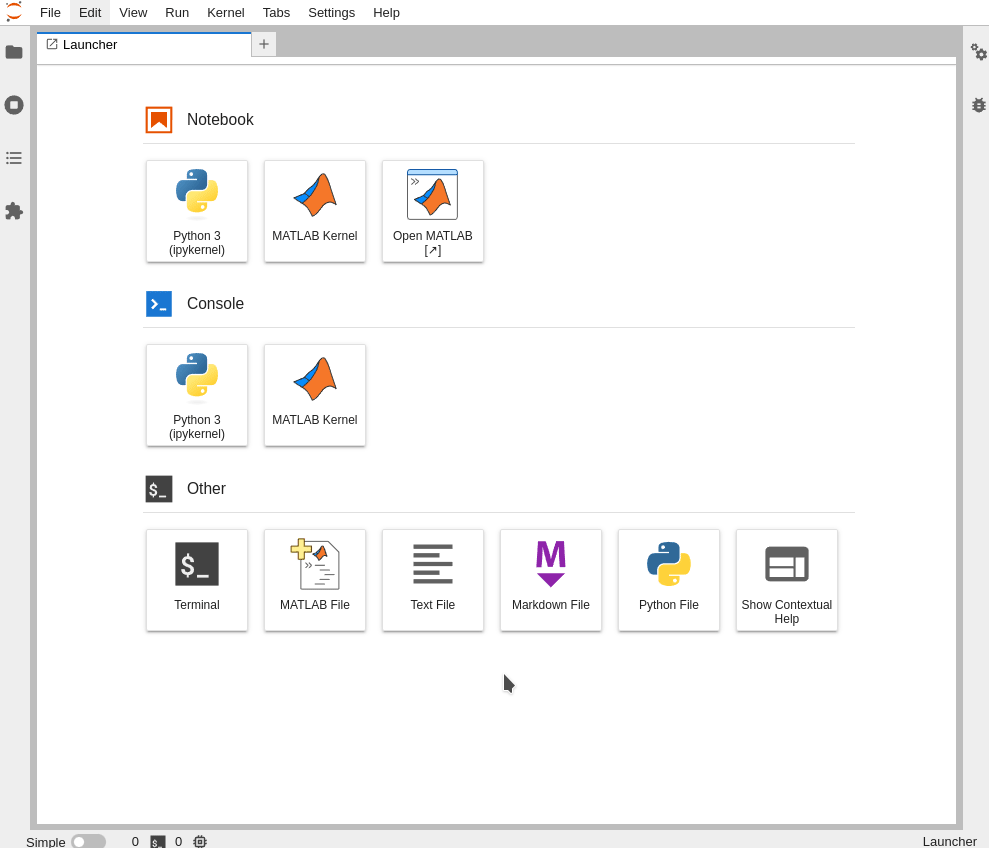 File Edit View Run Kernel Tabs Settings Help
Launcher
Notebook
Python 3
(ipykernel)
MATLAB Kernel
Open MATLAB
[↗]
Console
Python 3
(ipykernel)
MATLAB Kernel
$_ Other
Terminal
MATLAB File
Text File
Markdown File
Python File
Show Contextual
Help
Simple 0 $_ 0 Launcher